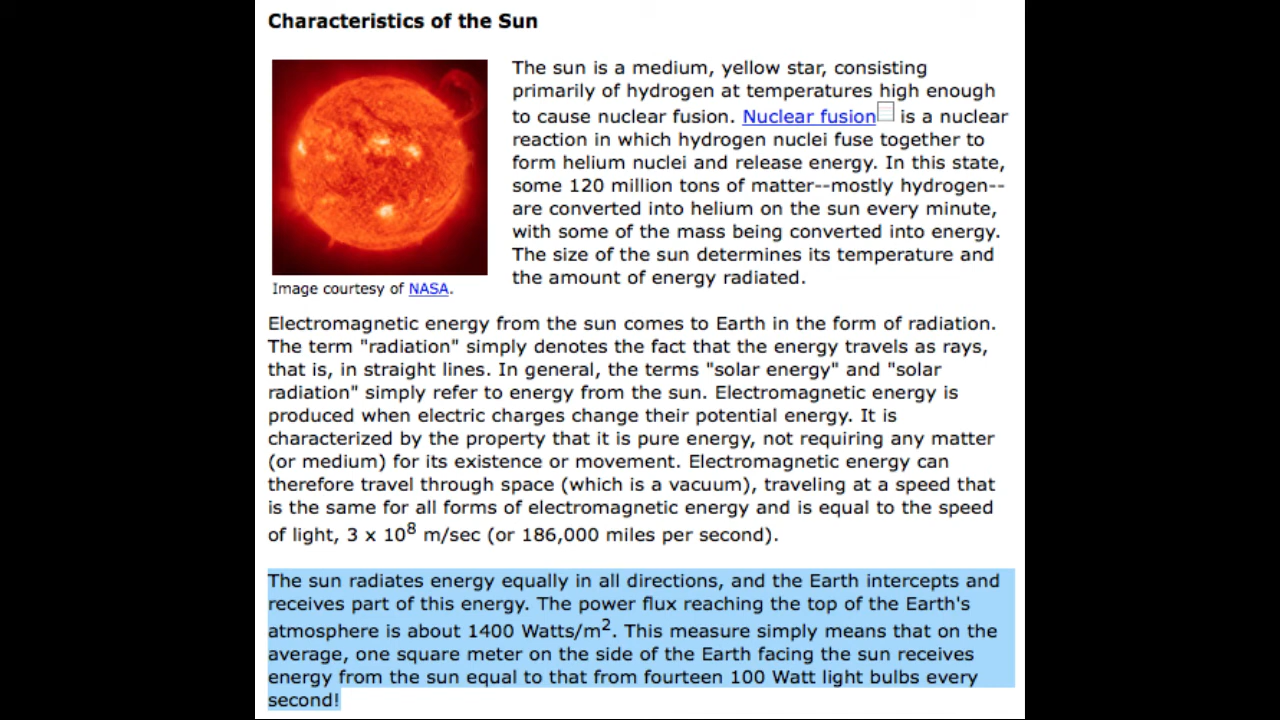 Characteristics of the Sun
The sun is a medium, yellow star, consisting
primarily of hydrogen at temperatures high enough
to cause nuclear fusion. Nuclear fusion is a nuclear
reaction in which hydrogen nuclei fuse together to
form helium nuclei and release energy. In this state,
some 120 million tons of matter--mostly hydrogen--
are converted into helium on the sun every minute,
with some of the mass being converted into energy.
The size of the sun determines its temperature and
the amount of energy radiated.
Image courtesy of NASA.
Electromagnetic energy from the sun comes to Earth in the form of radiation.
The term "radiation" simply denotes the fact that the energy travels as rays,
that is, in straight lines. In general, the terms "solar energy" and "solar
radiation" simply refer to energy from the sun. Electromagnetic energy is
produced when electric charges change their potential energy. It is
characterized by the property that it is pure energy, not requiring any matter
(or medium) for its existence or movement. Electromagnetic energy can
therefore travel through space (which is a vacuum), traveling at a speed that
is the same for all forms of electromagnetic energy and is equal to the speed
of light, 3 x 10⁸ m/sec (or 186,000 miles per second).
The sun radiates energy equally in all directions, and the Earth intercepts and
receives part of this energy. The power flux reaching the top of the Earth's
atmosphere is about 1400 Watts/m². This measure simply means that on the
average, one square meter on the side of the Earth facing the sun receives
energy from the sun equal to that from fourteen 100 Watt light bulbs every
second!